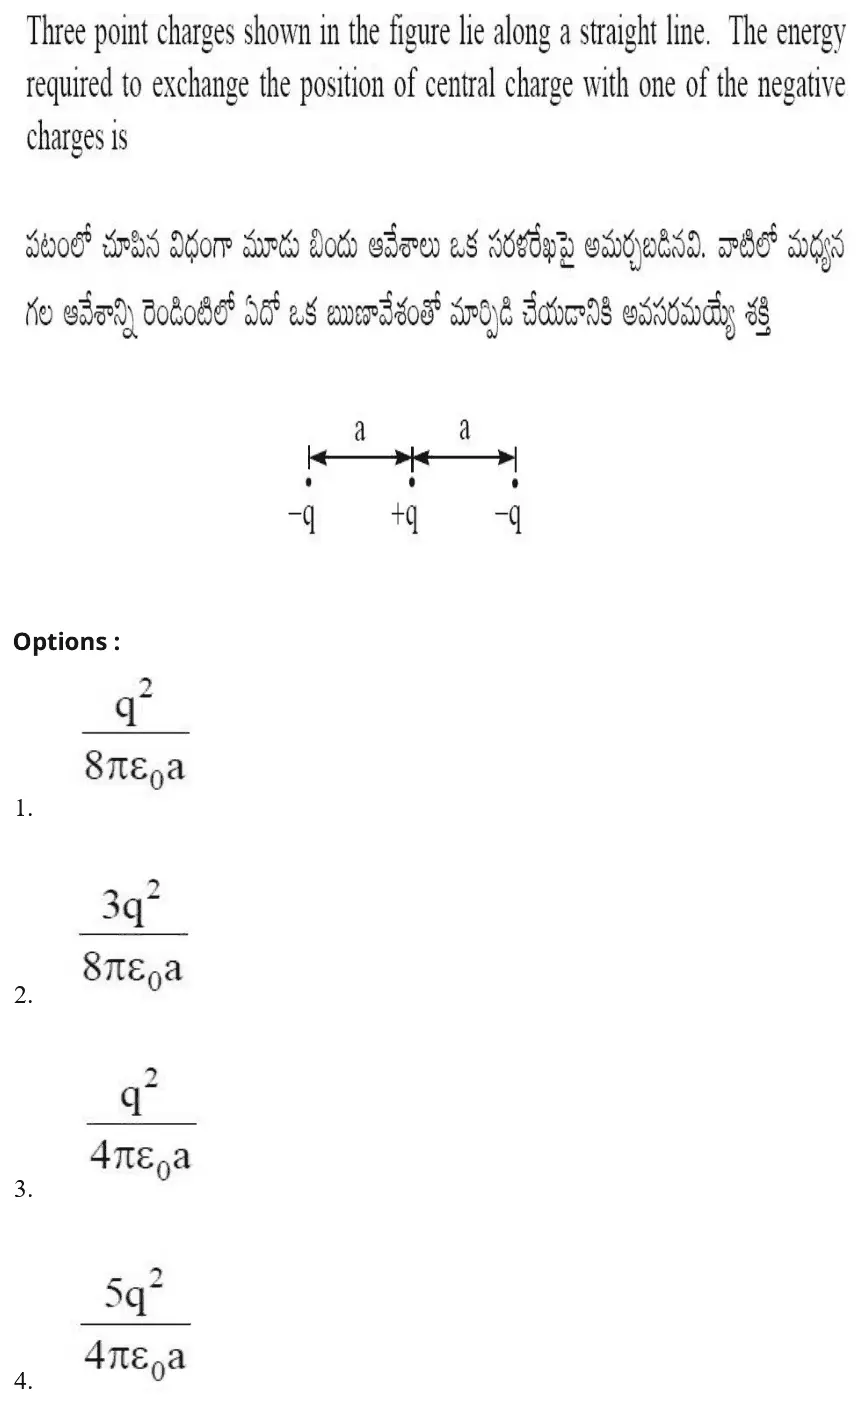 Three point charges shown in the figure lie along a straight line. The energy
required to exchange the position of central charge with one of the negative
charges is
పటంలో చూపిన విధంగా మూడు బిందు ఆవేశాలు ఒక సరళరేఖపై అమర్చబడినవి. వాటిలో మధ్యన
గల ఆవేశాన్ని రెండింటిలో ఏదో ఒక ఋణావేశంతో మార్పిడి చేయడానికి అవసరమయ్యే శక్తి
a a
−q +q −q
Options :
1. q²/8πε₀a
2. 3q²/8πε₀a
3. q²/4πε₀a
4. 5q²/4πε₀a